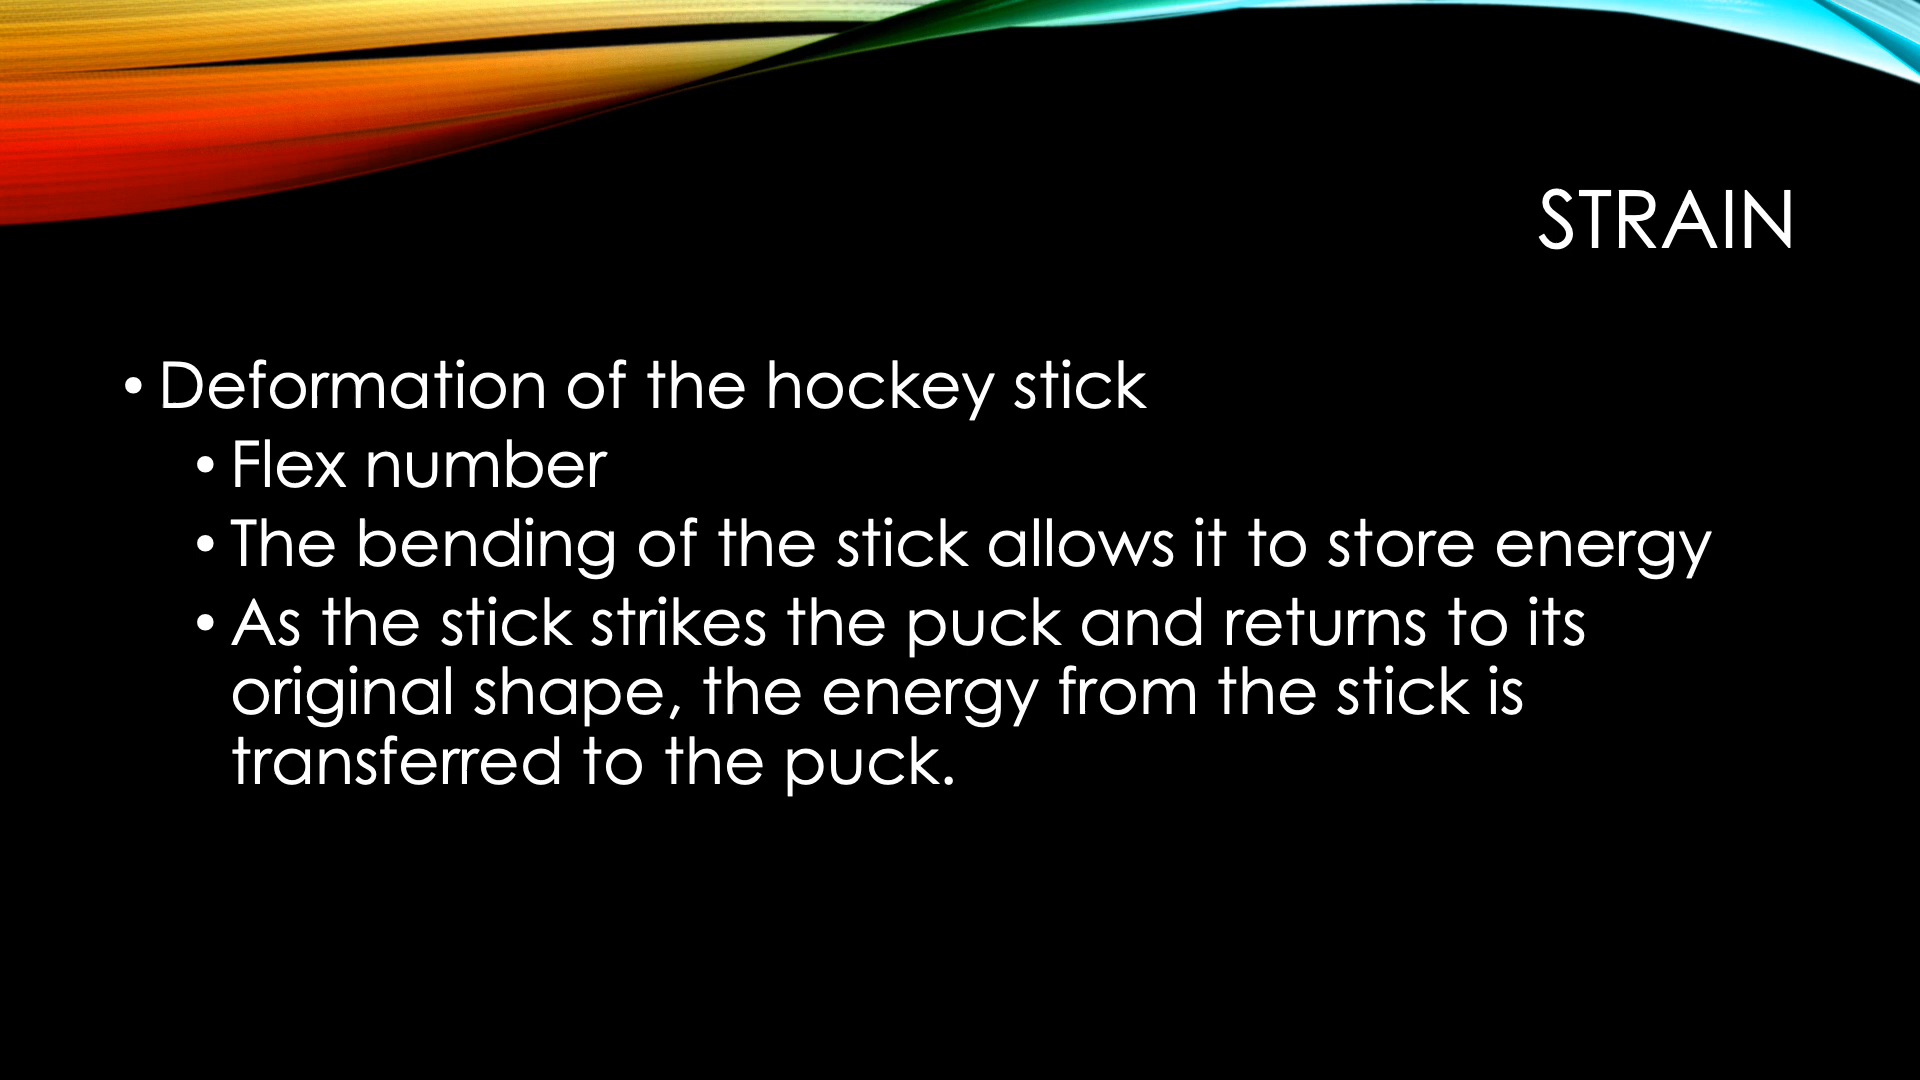 STRAIN
• Deformation of the hockey stick
• Flex number
• The bending of the stick allows it to store energy
• As the stick strikes the puck and returns to its
original shape, the energy from the stick is
transferred to the puck.